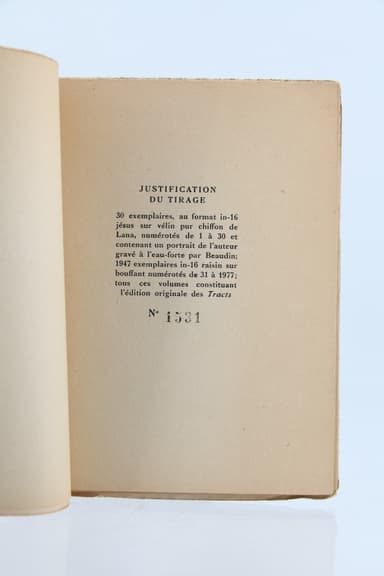 JUSTIFICATION
DU TIRAGE
30 exemplaires, au format in-16
jésus sur vélin pur chiffon de
Lana, numérotés de 1 à 30 et
contenant un portrait de l'auteur
gravé à l'eau-forte par Beaudin;
1947 exemplaires in-16 raisin sur
bouffant numérotés de 31 à 1977;
tous ces volumes constituant
l'édition originale des Tracts
N° 1531